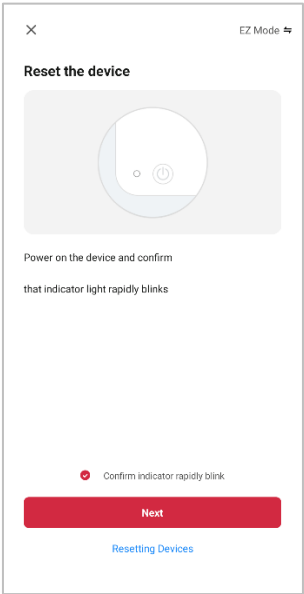 EZ Mode
Reset the device
Power on the device and confirm
that indicator light rapidly blinks
Confirm indicator rapidly blink
Next
Resetting Devices